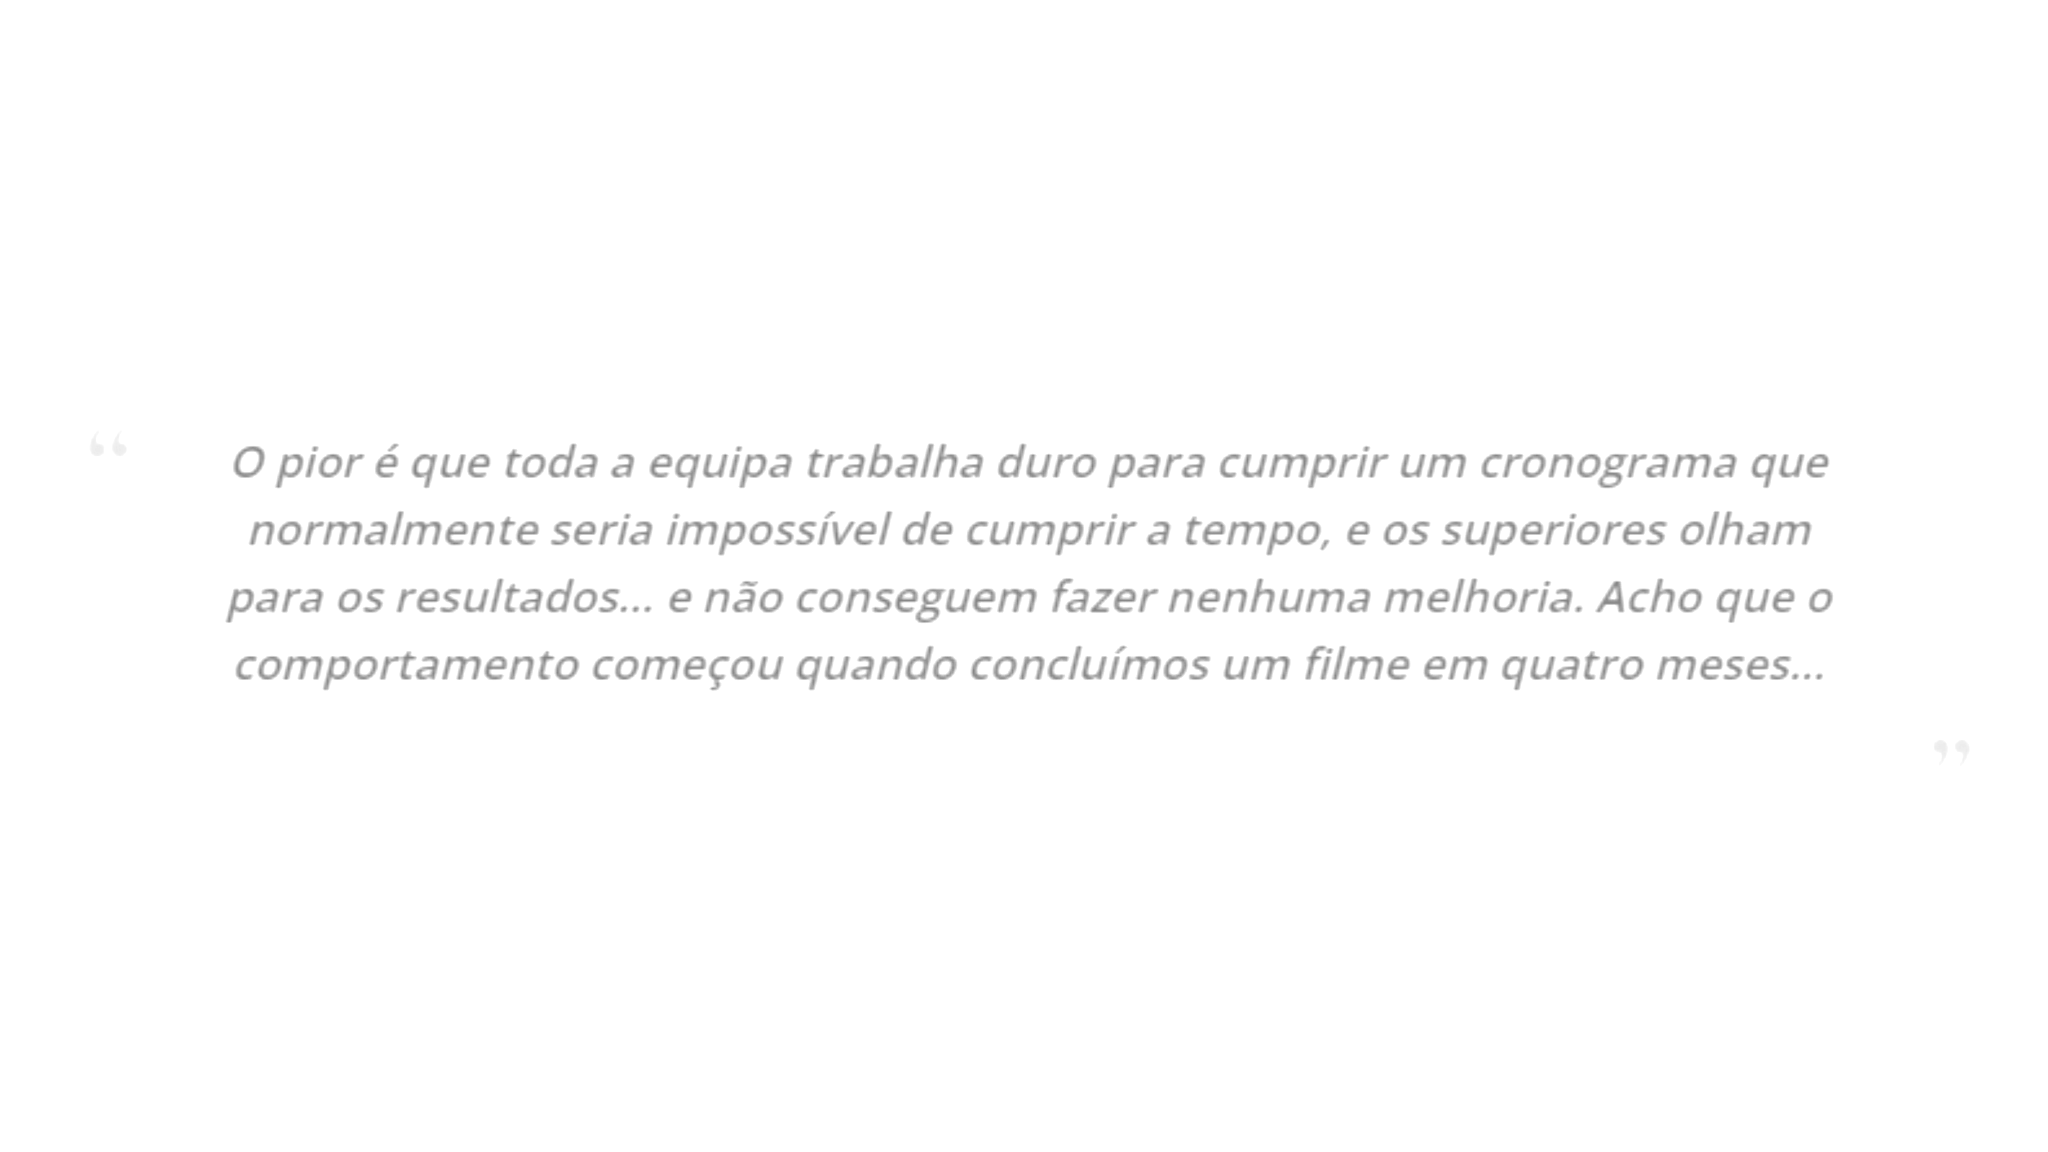 “
O pior é que toda a equipa trabalha duro para cumprir um cronograma que
normalmente seria impossível de cumprir a tempo, e os superiores olham
para os resultados... e não conseguem fazer nenhuma melhoria. Acho que o
comportamento começou quando concluímos um filme em quatro meses...
”